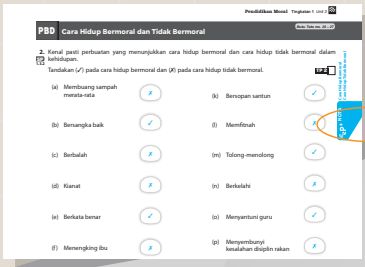 Pendidikan Moral Tingkatan 1 Unit 2
PBD Cara Hidup Bermoral dan Tidak Bermoral
2. Kenal pasti perbuatan yang menunjukkan cara hidup bermoral dan cara hidup tidak bermoral dalam
kehidupan.
Tandakan (✓) pada cara hidup bermoral dan (✗) pada cara hidup tidak bermoral.
(a) Membuang sampah
merata-rata ✗
(b) Bersangka baik ✓
(c) Berbalah ✗
(d) Kianat ✗
(e) Berkata benar ✓
(f) Menengking ibu ✗
(k) Bersopan santun ✓
(l) Memfitnah ✗
(m) Tolong-menolong ✓
(n) Berkelahi ✗
(o) Menyantuni guru ✓
(p) Menyembunyi
kesalahan disiplin rakan ✗